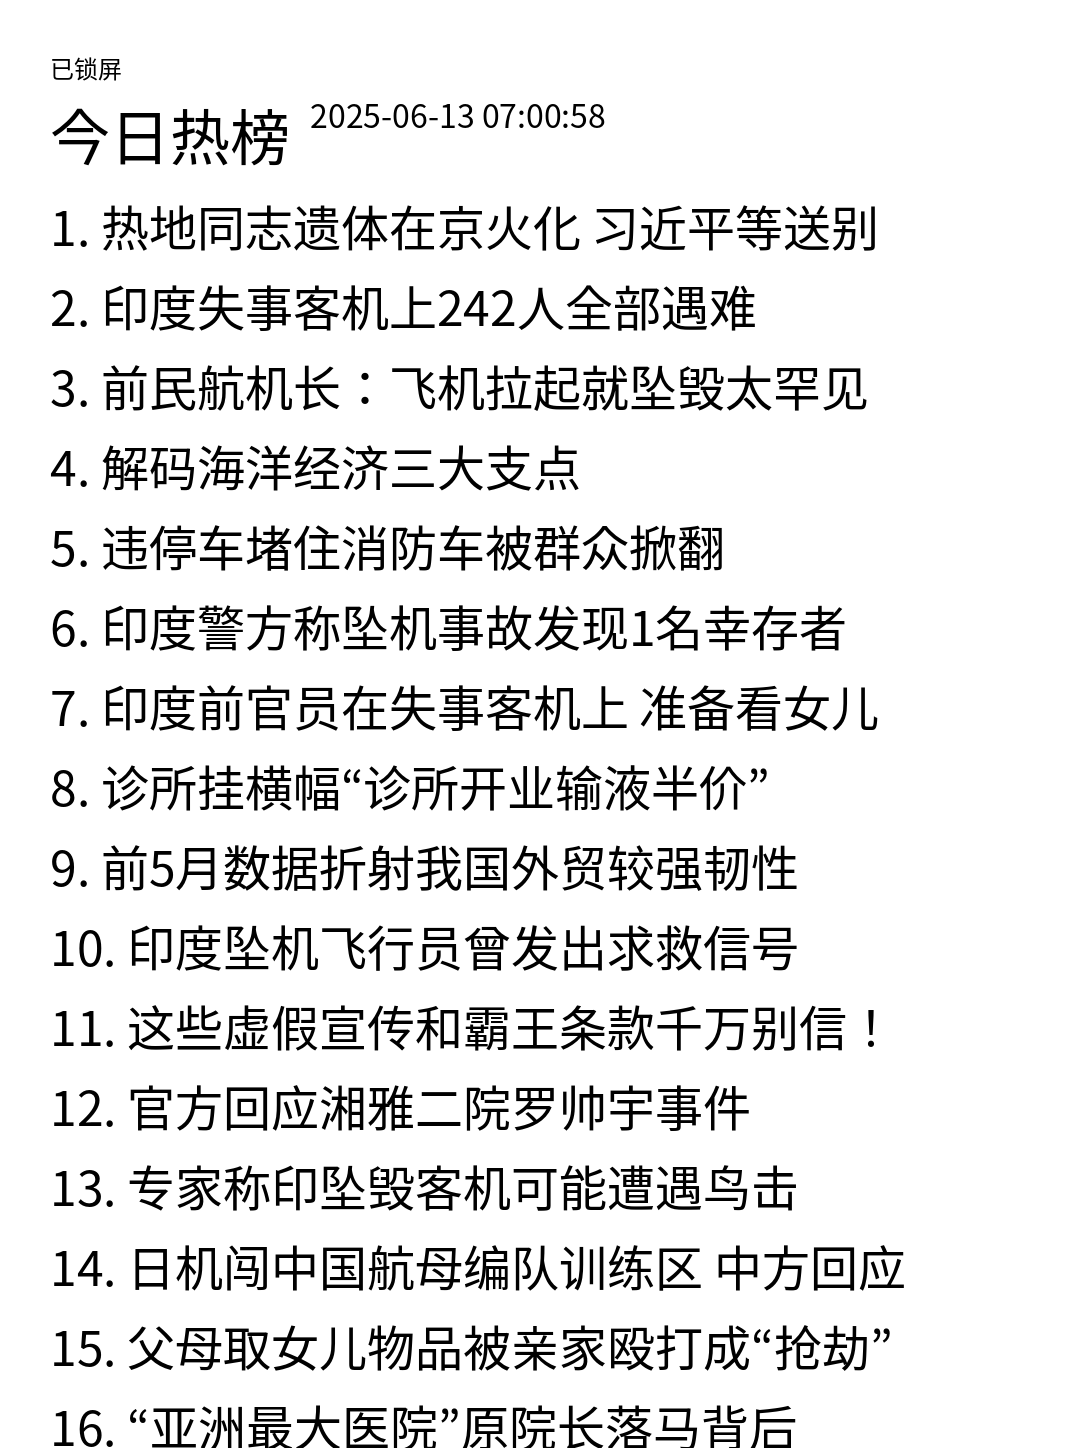 已锁屏
今日热榜 2025-06-13 07:00:58
1. 热地同志遗体在京火化 习近平等送别
2. 印度失事客机上242人全部遇难
3. 前民航机长：飞机拉起就坠毁太罕见
4. 解码海洋经济三大支点
5. 违停车堵住消防车被群众掀翻
6. 印度警方称坠机事故发现1名幸存者
7. 印度前官员在失事客机上 准备看女儿
8. 诊所挂横幅“诊所开业输液半价”
9. 前5月数据折射我国外贸较强韧性
10. 印度坠机飞行员曾发出求救信号
11. 这些虚假宣传和霸王条款千万别信！
12. 官方回应湘雅二院罗帅宇事件
13. 专家称印坠毁客机可能遭遇鸟击
14. 日机闯中国航母编队训练区 中方回应
15. 父母取女儿物品被亲家殴打成“抢劫”
16. “亚洲最大医院”原院长落马背后